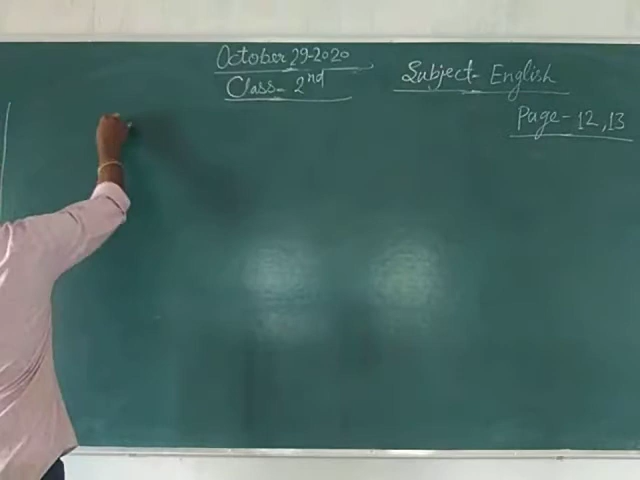 October 29-2020
Class- 2nd
Subject- English
Page- 12,13